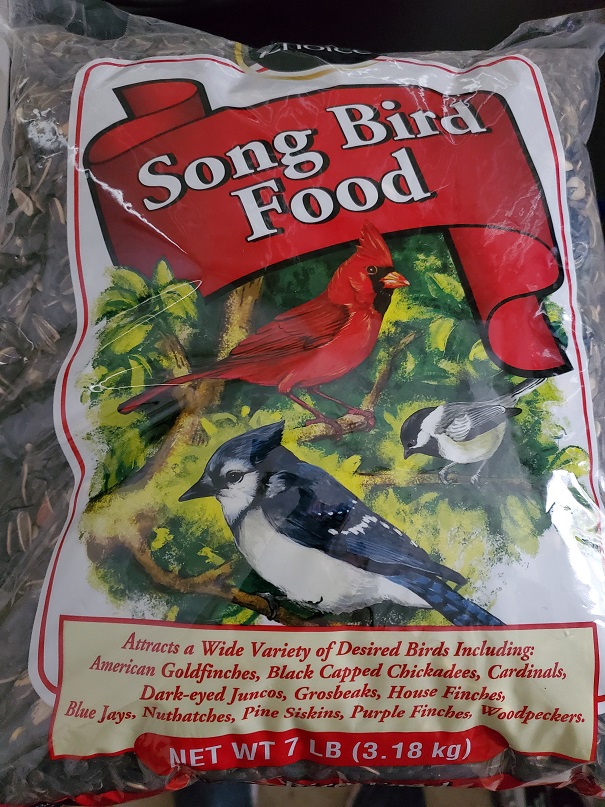 Choice
Song Bird
Food
Attracts a Wide Variety of Desired Birds Including:
American Goldfinches, Black Capped Chickadees, Cardinals,
Dark-eyed Juncos, Grosbeaks, House Finches,
Blue Jays, Nuthatches, Pine Siskins, Purple Finches, Woodpeckers.
NET WT 7 LB (3.18 kg)